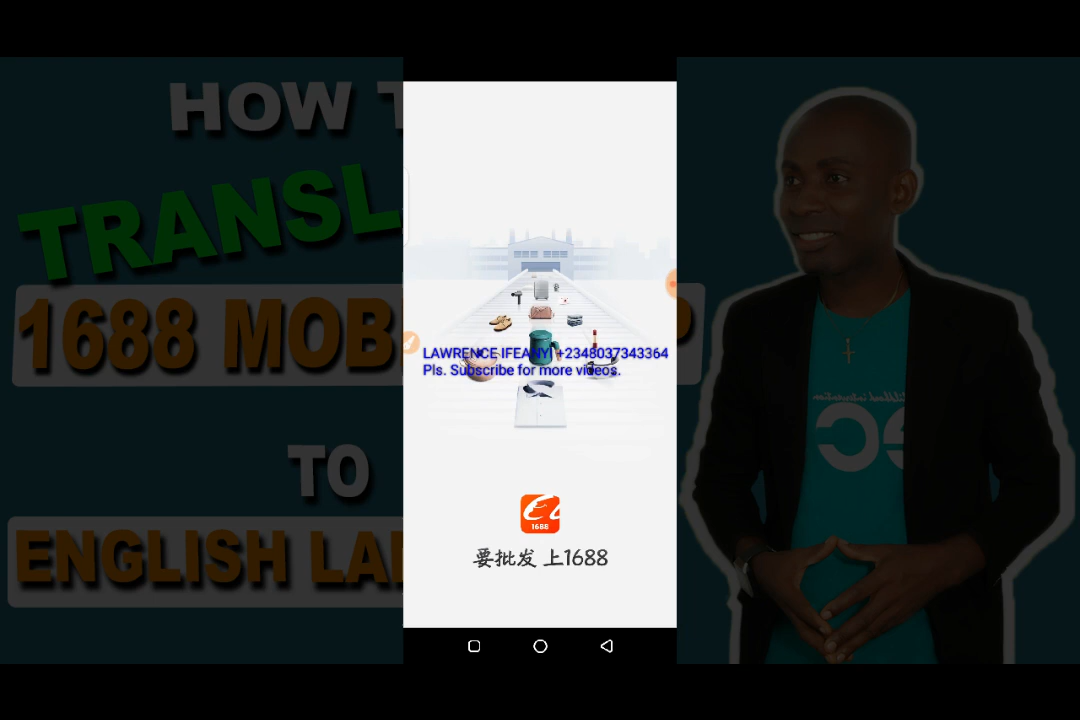 HOW T
TRANSL
1688 MOB P
TO
ENGLISH LA
LAWRENCE IFEANYI +2348037343364
Pls. Subscribe for more videos.
1688
要批发 上1688